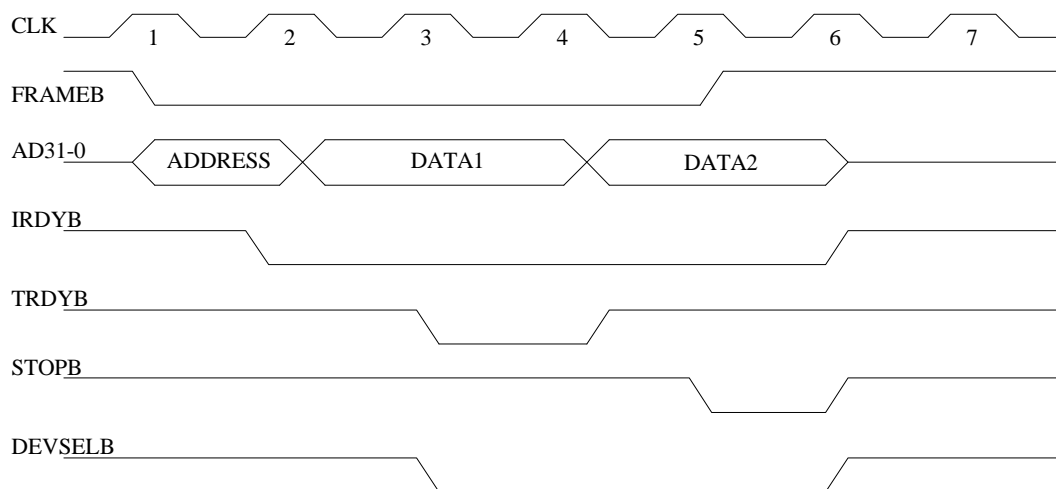 CLK
1 2 3 4 5 6 7
FRAMEB
AD31-0
ADDRESS DATA1 DATA2
IRDYB
TRDYB
STOPB
DEVSELB